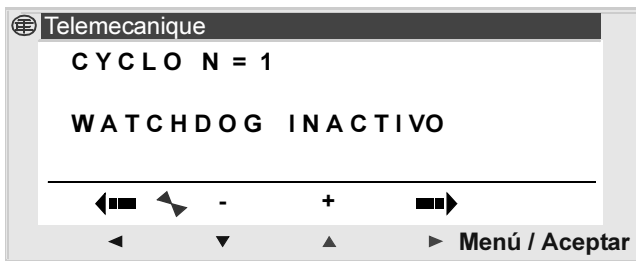 Telemecanique
CYCLO N = 1
WATCHDOG INACTIVO
- +
Menú / Aceptar